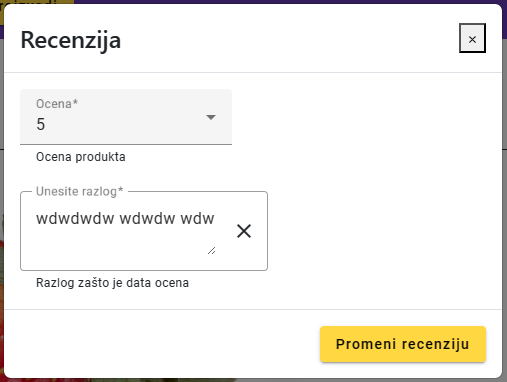 Recenzija
×
Ocena*
5
Ocena produkta
Unesite razlog*
wdwdwdw wdwdw wdw
Razlog zašto je data ocena
Promeni recenziju